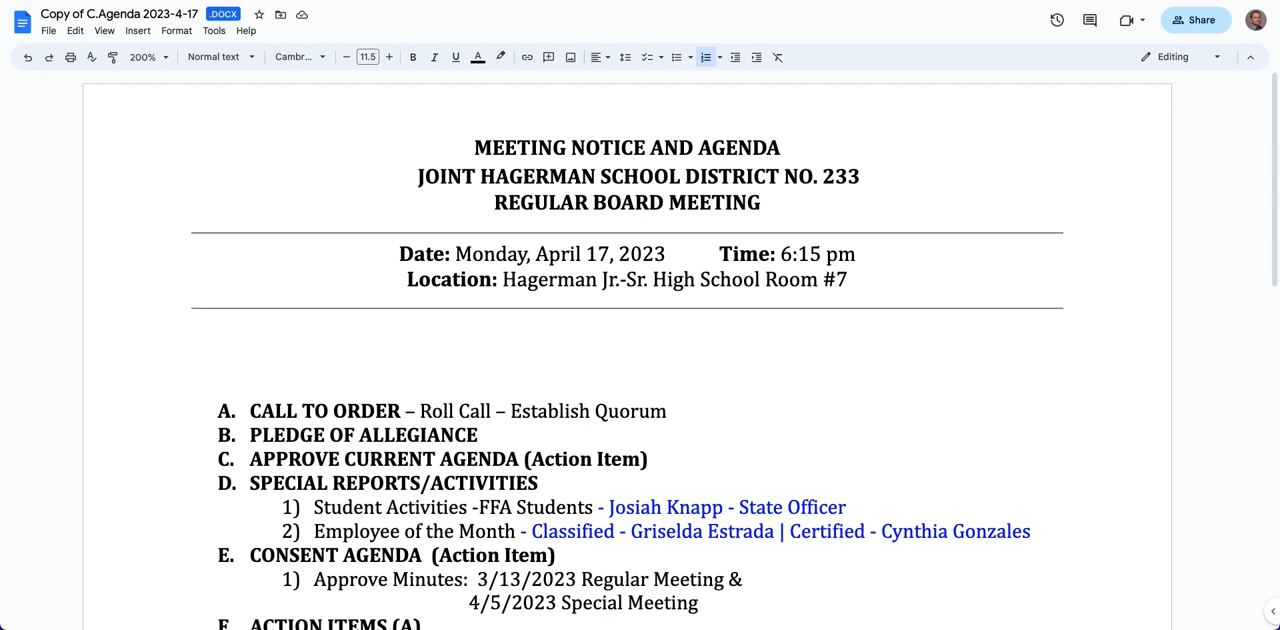 Copy of C.Agenda 2023-4-17 .DOCX
File Edit View Insert Format Tools Help
Share
200% Normal text Cambr... 11.5 B I U A Editing
MEETING NOTICE AND AGENDA
JOINT HAGERMAN SCHOOL DISTRICT NO. 233
REGULAR BOARD MEETING
Date: Monday, April 17, 2023 Time: 6:15 pm
Location: Hagerman Jr.-Sr. High School Room #7
A. CALL TO ORDER – Roll Call – Establish Quorum
B. PLEDGE OF ALLEGIANCE
C. APPROVE CURRENT AGENDA (Action Item)
D. SPECIAL REPORTS/ACTIVITIES
1) Student Activities -FFA Students - Josiah Knapp - State Officer
2) Employee of the Month - Classified - Griselda Estrada | Certified - Cynthia Gonzales
E. CONSENT AGENDA (Action Item)
1) Approve Minutes: 3/13/2023 Regular Meeting &
4/5/2023 Special Meeting
F. ACTION ITEMS (A)